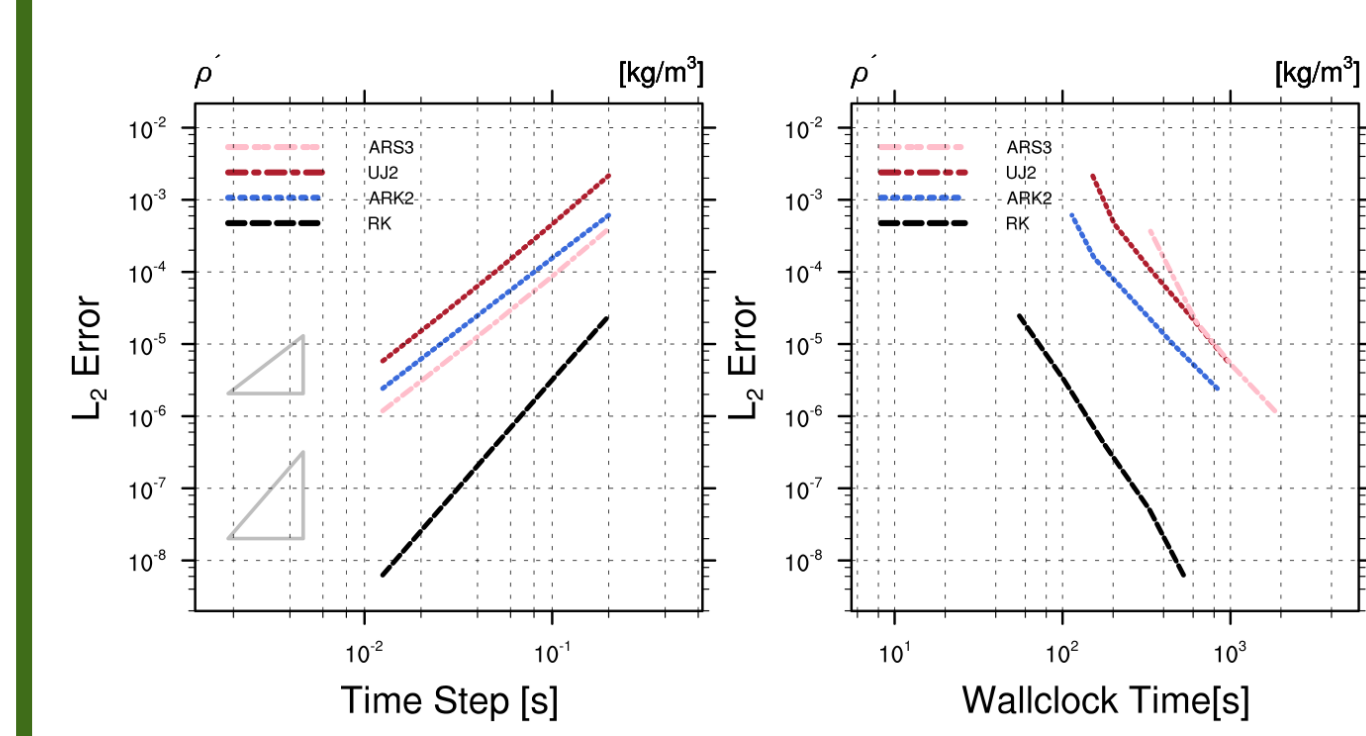 ρ´ [kg/m³]
10⁻²
10⁻³
10⁻⁴
10⁻⁵
10⁻⁶
10⁻⁷
10⁻⁸
L₂ Error
ARS3
UJ2
ARK2
RK
10⁻² 10⁻¹
Time Step [s]
ρ´ [kg/m³]
10⁻²
10⁻³
10⁻⁴
10⁻⁵
10⁻⁶
10⁻⁷
10⁻⁸
L₂ Error
ARS3
UJ2
ARK2
RK
10¹ 10² 10³
Wallclock Time[s]